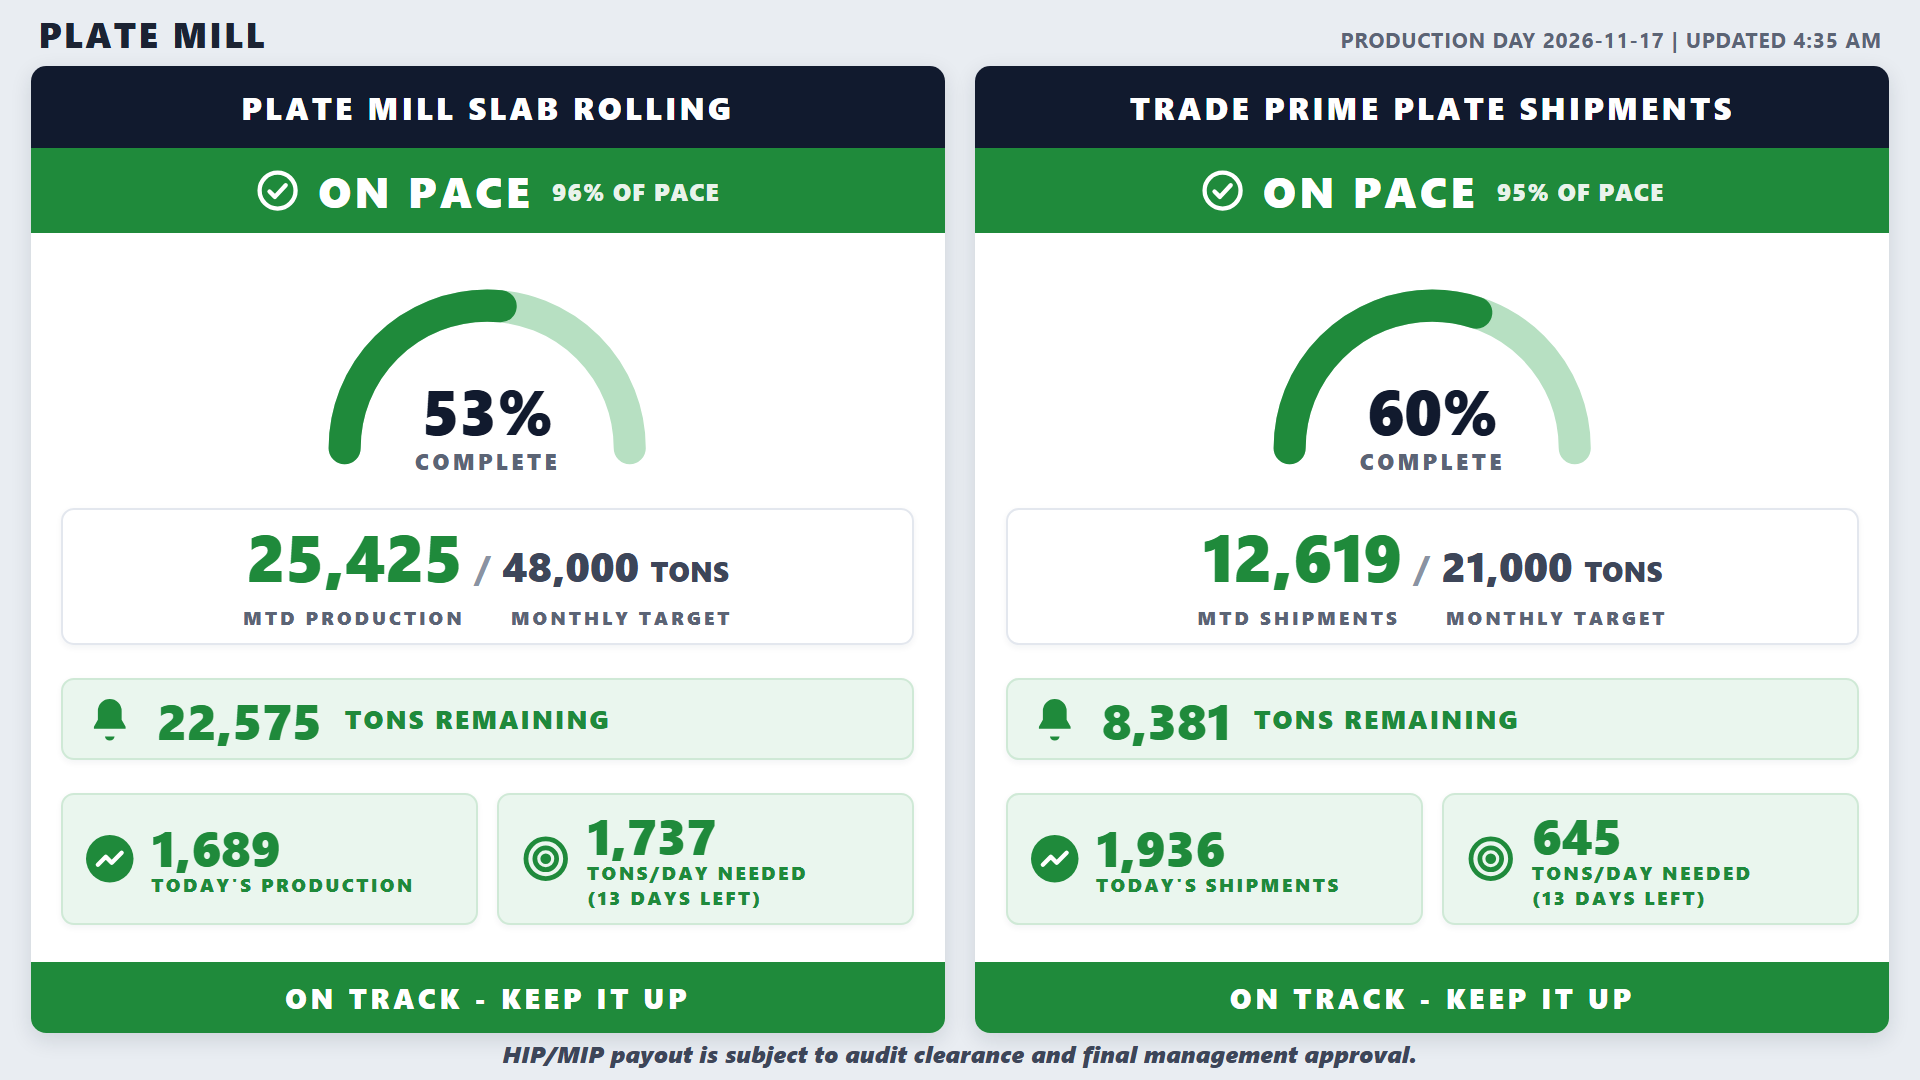 PLATE MILL
PRODUCTION DAY 2026-11-17 | UPDATED 4:35 AM
PLATE MILL SLAB ROLLING
ON PACE 96% OF PACE
53%
COMPLETE
25,425 / 48,000 TONS
MTD PRODUCTION MONTHLY TARGET
22,575 TONS REMAINING
1,689
TODAY'S PRODUCTION
1,737
TONS/DAY NEEDED
(13 DAYS LEFT)
ON TRACK - KEEP IT UP
TRADE PRIME PLATE SHIPMENTS
ON PACE 95% OF PACE
60%
COMPLETE
12,619 / 21,000 TONS
MTD SHIPMENTS MONTHLY TARGET
8,381 TONS REMAINING
1,936
TODAY'S SHIPMENTS
645
TONS/DAY NEEDED
(13 DAYS LEFT)
ON TRACK - KEEP IT UP
HIP/MIP payout is subject to audit clearance and final management approval.